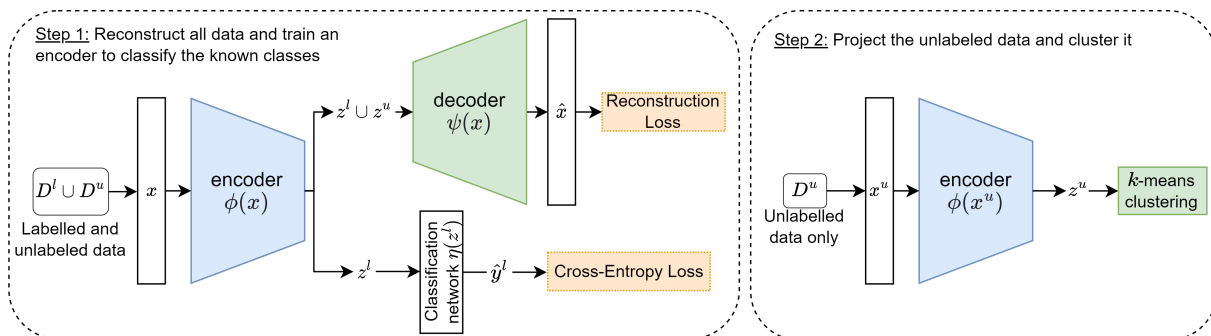 Step 1: Reconstruct all data and train an
encoder to classify the known classes
D^l ∪ D^u
Labelled and
unlabeled data
x
encoder
ϕ(x)
z^l ∪ z^u
decoder
ψ(x)
x̂
Reconstruction
Loss
z^l
Classification
network η(z^l)
ŷ^l
Cross-Entropy Loss
Step 2: Project the unlabeled data and cluster it
D^u
Unlabelled
data only
x^u
encoder
ϕ(x^u)
z^u
k-means
clustering